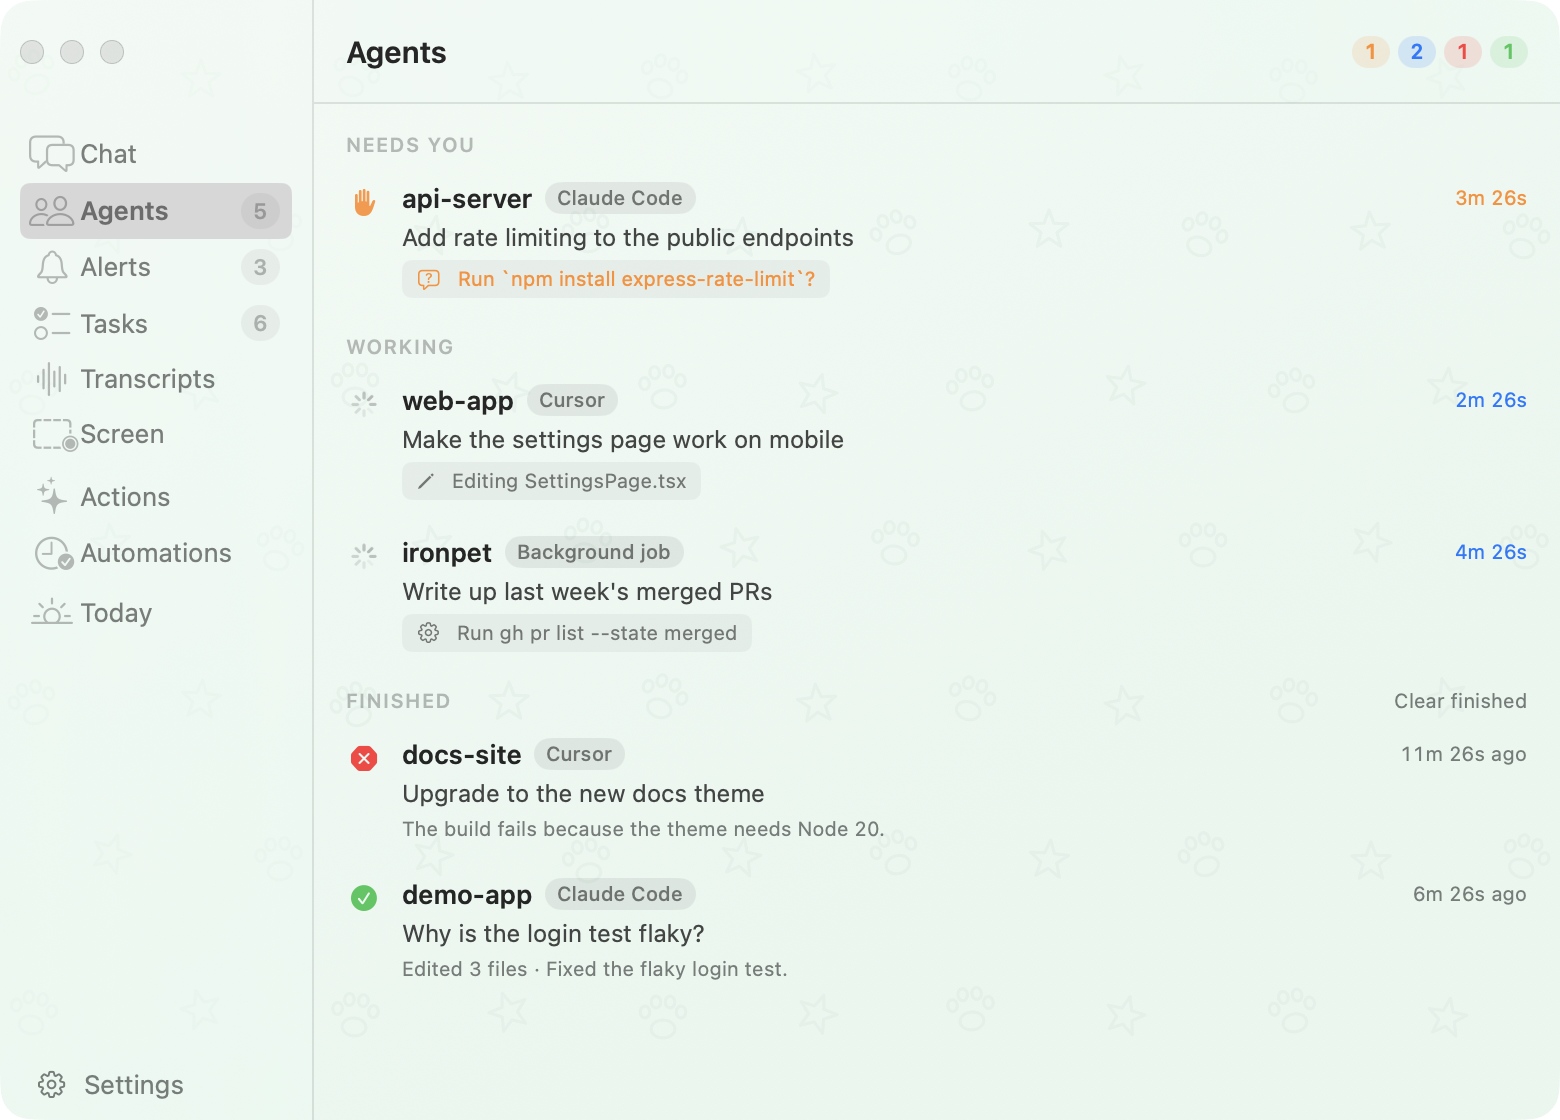 Chat
Agents 5
Alerts 3
Tasks 6
Transcripts
Screen
Actions
Automations
Today
Settings
Agents 1 2 1 1
NEEDS YOU
api-server Claude Code 3m 26s
Add rate limiting to the public endpoints
Run `npm install express-rate-limit`?
WORKING
web-app Cursor 2m 26s
Make the settings page work on mobile
Editing SettingsPage.tsx
ironpet Background job 4m 26s
Write up last week's merged PRs
Run gh pr list --state merged
FINISHED Clear finished
docs-site Cursor 11m 26s ago
Upgrade to the new docs theme
The build fails because the theme needs Node 20.
demo-app Claude Code 6m 26s ago
Why is the login test flaky?
Edited 3 files · Fixed the flaky login test.